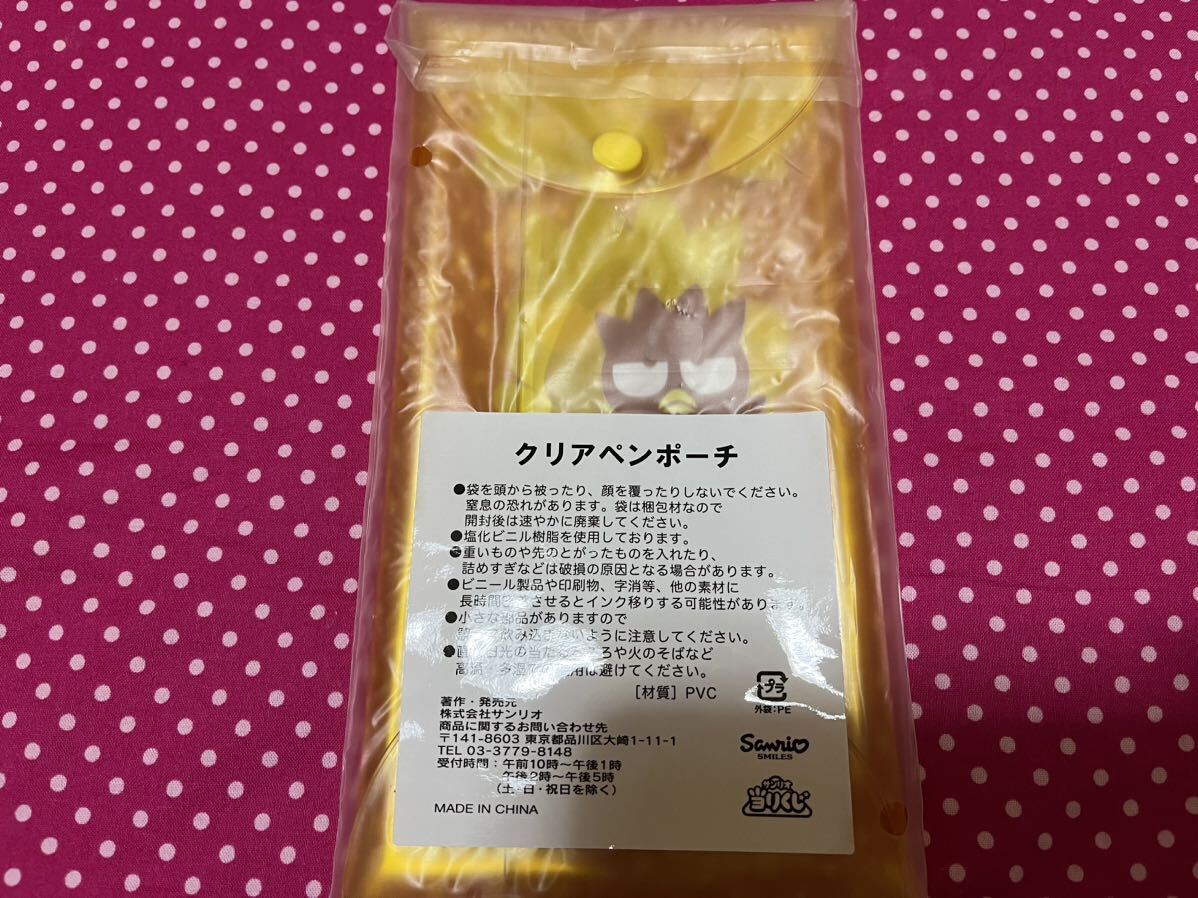 クリアペンポーチ
●袋を頭から被ったり、顔を覆ったりしないでください。
窒息の恐れがあります。袋は梱包材なので
開封後は速やかに廃棄してください。
●塩化ビニル樹脂を使用しております。
●重いものや先のとがったものを入れたり、
詰めすぎなどは破損の原因となる場合があります。
●ビニール製品や印刷物、字消等、他の素材に
長時間 させるとインク移りする可能性があります。
●小さな部品がありますので
飲み込まないように注意してください。
●直射日光の当たるところや火のそばなど
高温・多湿での使用は避けてください。
［材質］PVC
プラ
外袋：PE
著作・発売元
株式会社サンリオ
商品に関するお問い合わせ先
〒141-8603 東京都品川区大崎1-11-1
TEL 03-3779-8148
受付時間：午前10時～午後1時
午後2時～午後5時
（土・日・祝日を除く）
MADE IN CHINA
Sanrio
SMILES
サンリオ
当りくじ